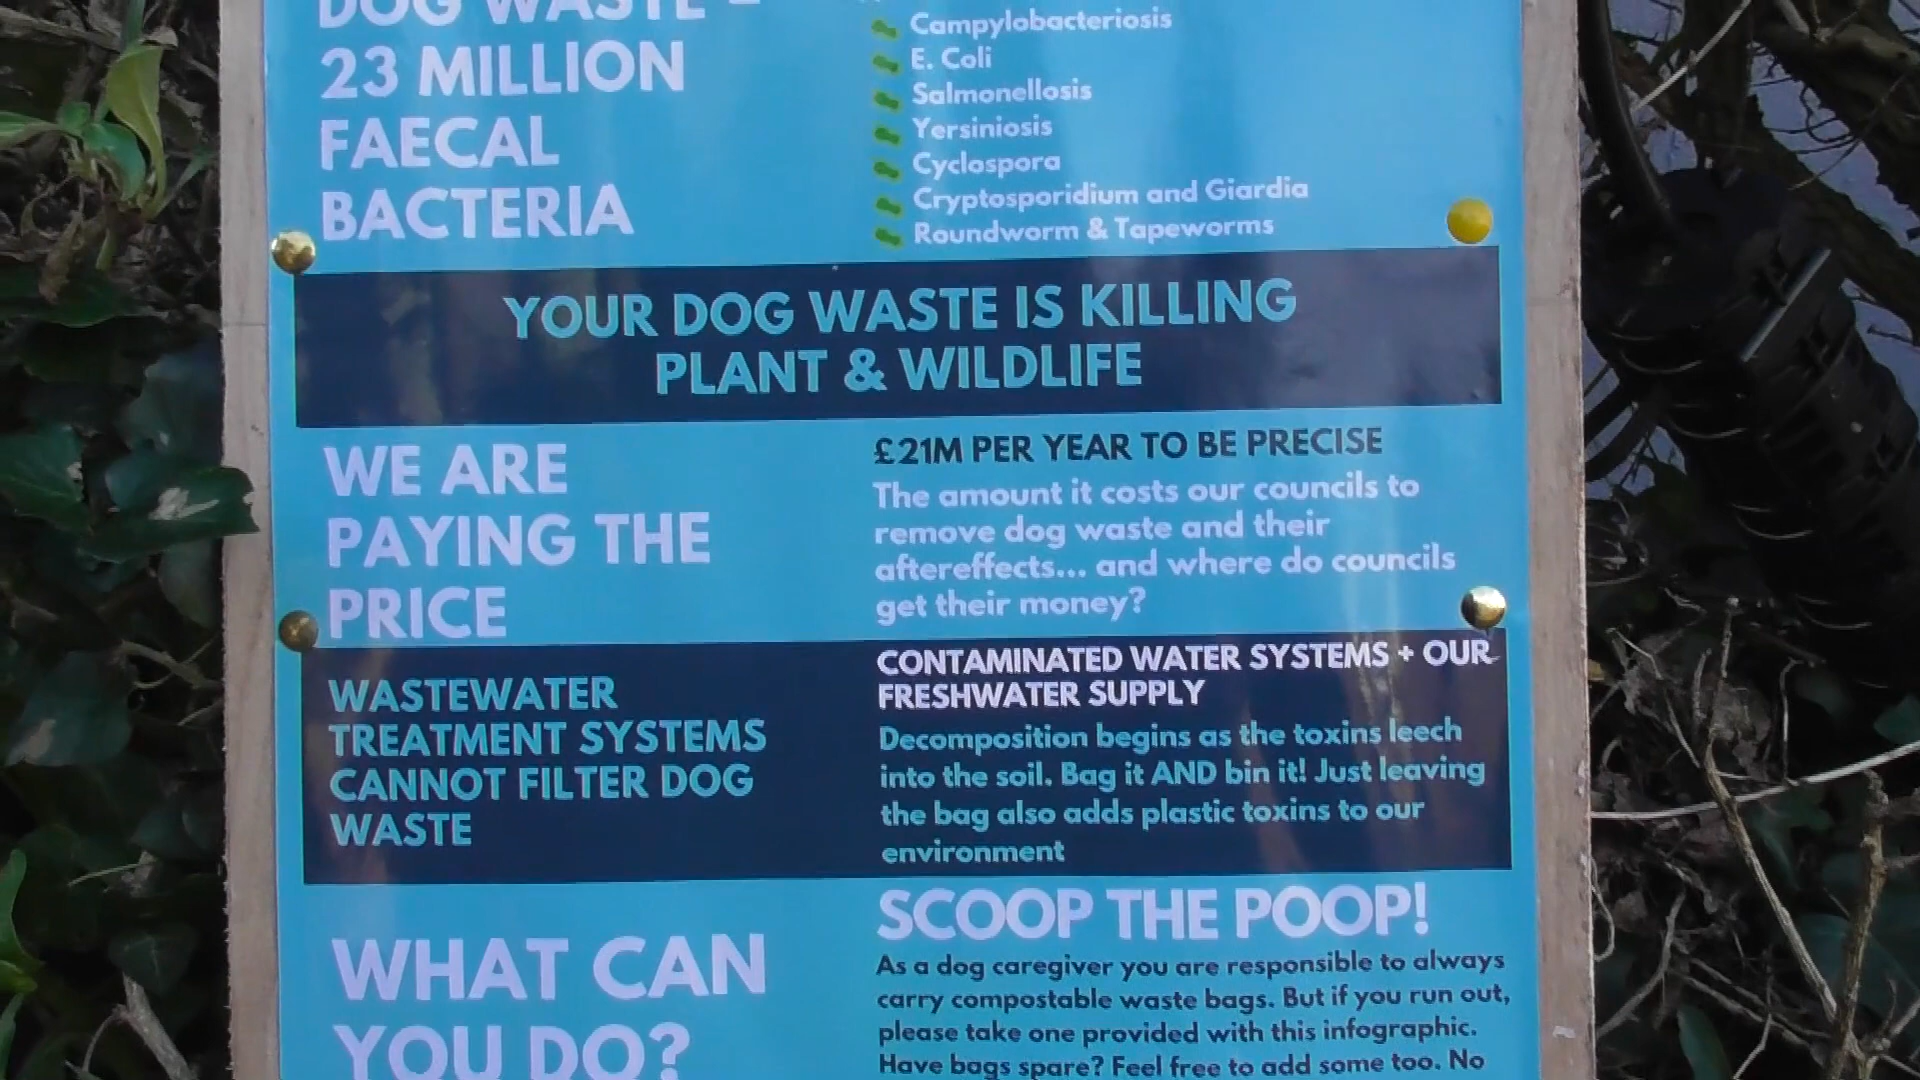 DOG WASTE =
23 MILLION
FAECAL
BACTERIA
Campylobacteriosis
E. Coli
Salmonellosis
Yersiniosis
Cyclospora
Cryptosporidium and Giardia
Roundworm & Tapeworms
YOUR DOG WASTE IS KILLING
PLANT & WILDLIFE
WE ARE
PAYING THE
PRICE
£21M PER YEAR TO BE PRECISE
The amount it costs our councils to
remove dog waste and their
aftereffects... and where do councils
get their money?
WASTEWATER
TREATMENT SYSTEMS
CANNOT FILTER DOG
WASTE
CONTAMINATED WATER SYSTEMS + OUR
FRESHWATER SUPPLY
Decomposition begins as the toxins leech
into the soil. Bag it AND bin it! Just leaving
the bag also adds plastic toxins to our
environment
WHAT CAN
YOU DO?
SCOOP THE POOP!
As a dog caregiver you are responsible to always
carry compostable waste bags. But if you run out,
please take one provided with this infographic.
Have bags spare? Feel free to add some too. No